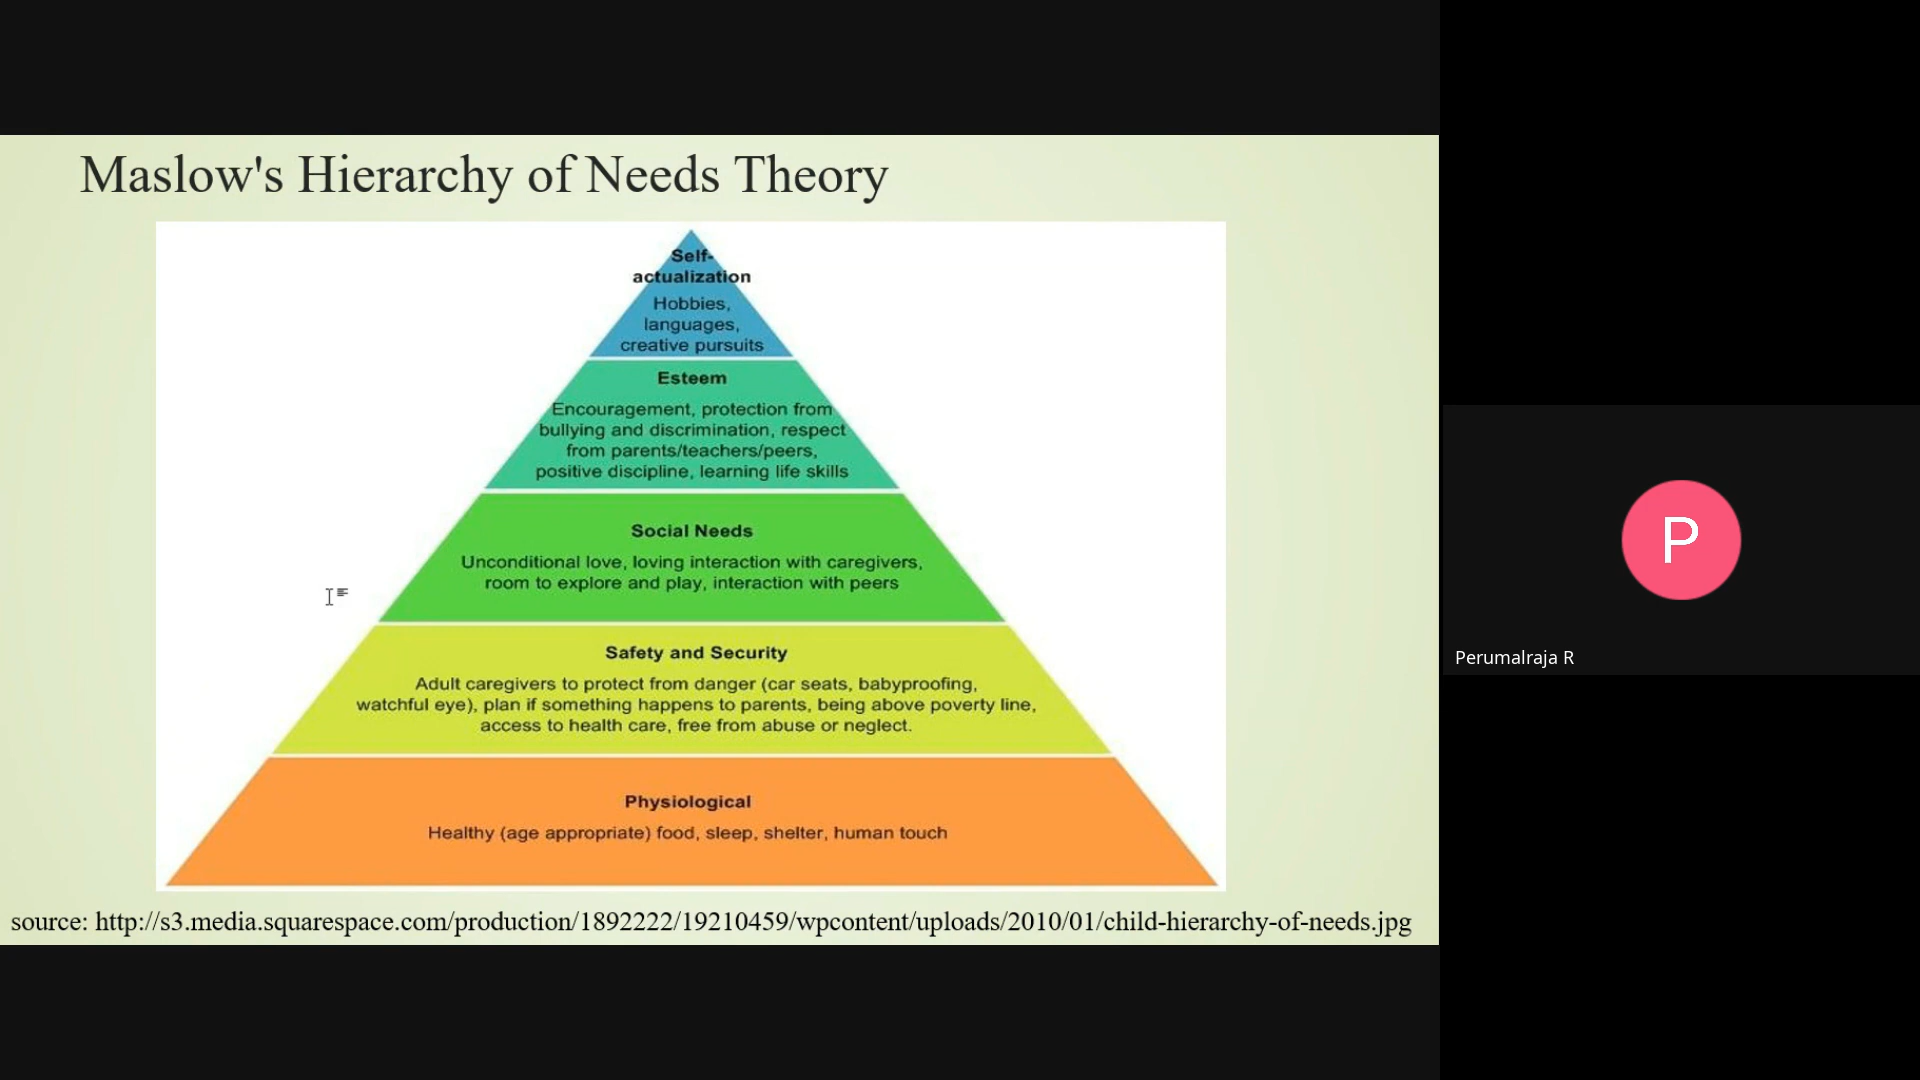 Maslow's Hierarchy of Needs Theory
Self-
actualization
Hobbies,
languages,
creative pursuits
Esteem
Encouragement, protection from
bullying and discrimination, respect
from parents/teachers/peers,
positive discipline, learning life skills
Social Needs
Unconditional love, loving interaction with caregivers,
room to explore and play, interaction with peers
Safety and Security
Adult caregivers to protect from danger (car seats, babyproofing,
watchful eye), plan if something happens to parents, being above poverty line,
access to health care, free from abuse or neglect.
Physiological
Healthy (age appropriate) food, sleep, shelter, human touch
source: http://s3.media.squarespace.com/production/1892222/19210459/wpcontent/uploads/2010/01/child-hierarchy-of-needs.jpg
P
Perumalraja R